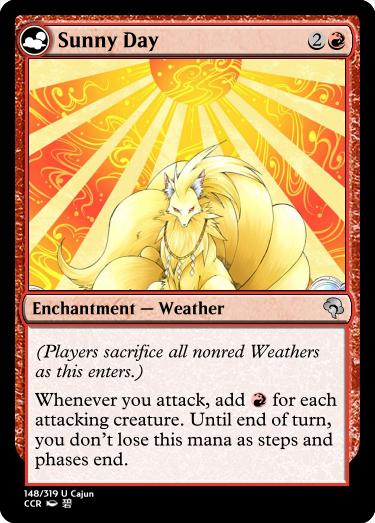 Sunny Day 2
Enchantment — Weather
(Players sacrifice all nonred Weathers
as this enters.)
Whenever you attack, add for each
attacking creature. Until end of turn,
you don't lose this mana as steps and
phases end.
148/319 U Cajun
CCR 碧